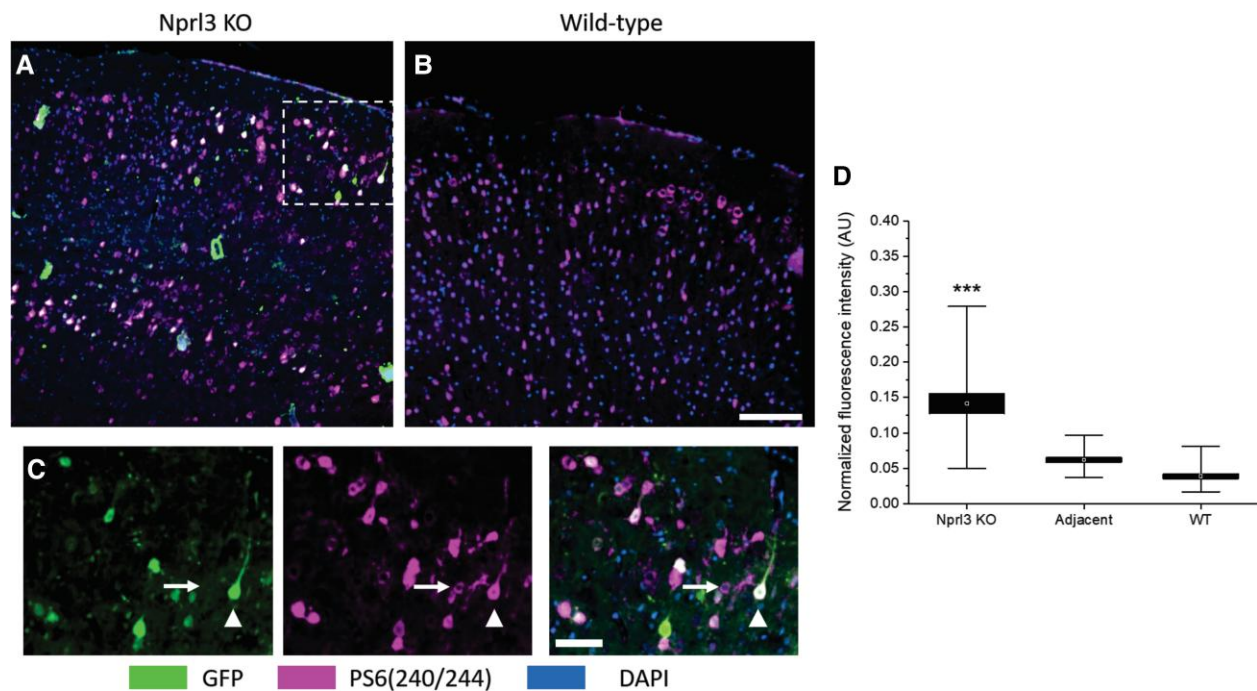 Nprl3 KO
Wild-type
A
B
C
GFP
PS6(240/244)
DAPI
D
Normalized fluorescence intensity (AU)
0.40
0.35
0.30
0.25
0.20
0.15
0.10
0.05
0.00
***
Nprl3 KO
Adjacent
WT